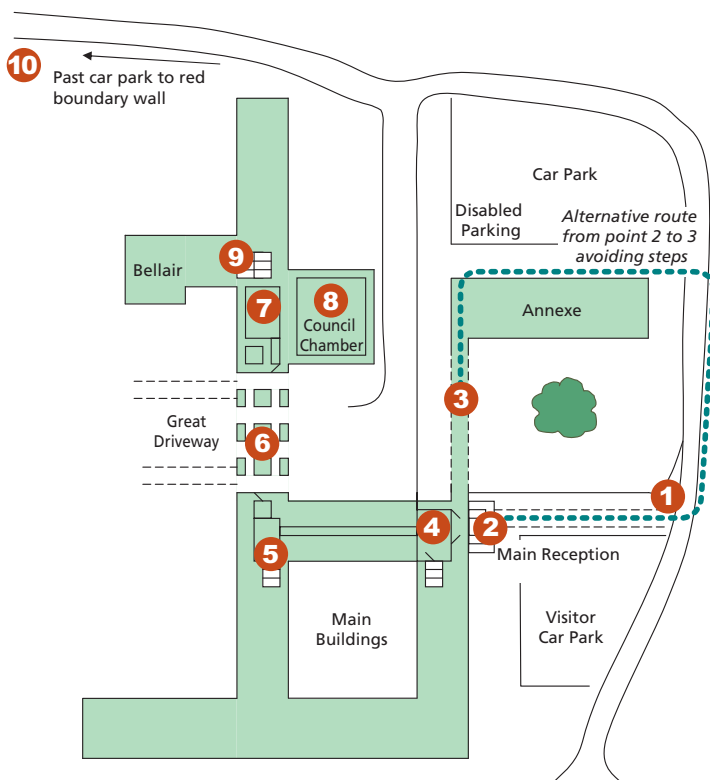 10
Past car park to red
boundary wall
Car Park
Disabled
Parking
Alternative route
from point 2 to 3
avoiding steps
9
Bellair
7
8
Council
Chamber
Annexe
3
Great
Driveway
6
1
4
2
5
Main Reception
Main
Buildings
Visitor
Car Park